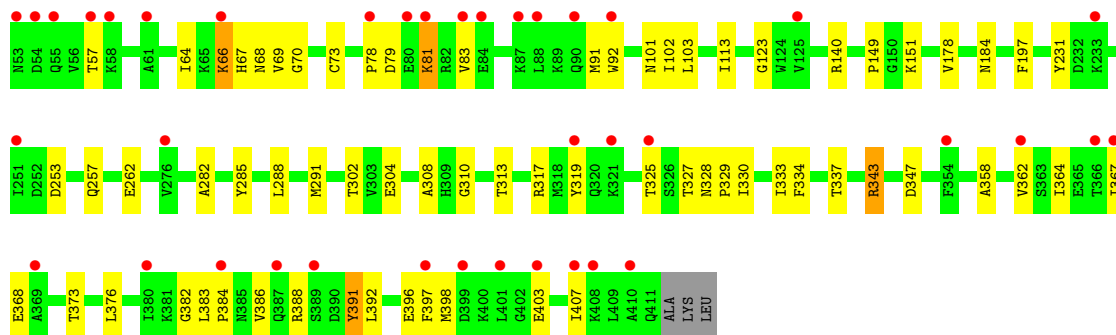 N53 D54 Q55 V56 T57 K58 A61 I64 K65 K66 H67 N68 V69 G70 C73 P78 D79 E80 K81 R82 V83 E84 K87 L88 K89 Q90 M91 W92 N101 I102 L103 I113 G123 W124 V125 R140 P149 G150 K151 V178 N184 F197 Y231 D232 K233
I251 D252 D253 Q257 E262 V276 A282 Y285 L288 M291 T302 V303 E304 A308 H309 G310 T313 R317 M318 Y319 Q320 K321 T325 S326 T327 N328 P329 I330 I333 F334 T337 R343 D347 F354 A358 V362 S363 I364 E365 T366 I367
E368 A369 T373 L376 I380 K381 G382 L383 P384 N385 V386 Q387 R388 S389 D390 Y391 L392 E396 F397 M398 D399 K400 L401 G402 E403 I407 K408 L409 A410 Q411 ALA LYS LEU